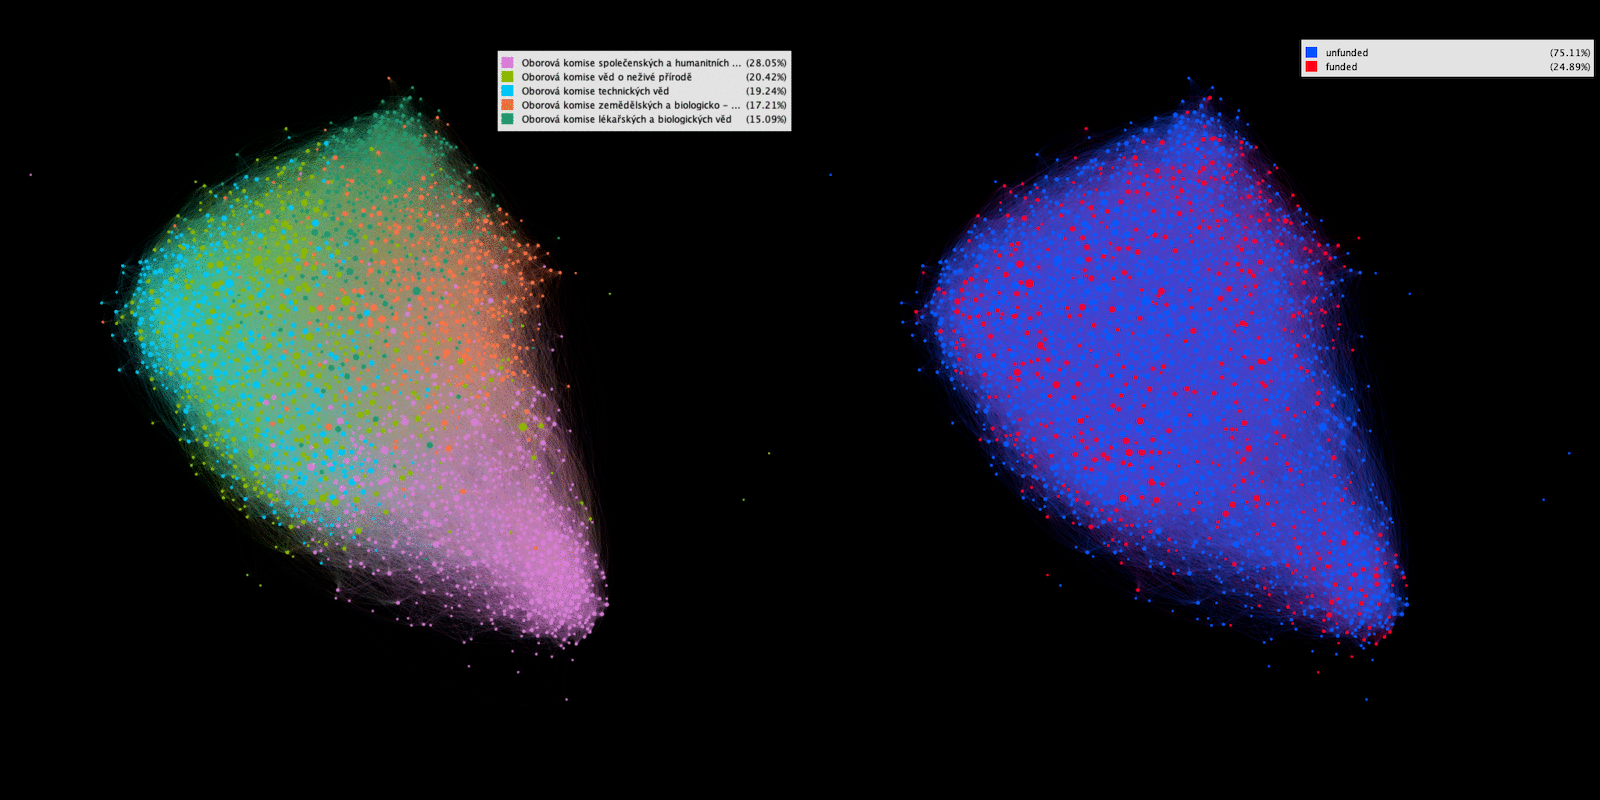 Oborová komise společenských a humanitních ... (28.05%)
Oborová komise věd o neživé přírodě (20.42%)
Oborová komise technických věd (19.24%)
Oborová komise zemědělských a biologicko - ... (17.21%)
Oborová komise lékařských a biologických věd (15.09%)
unfunded (75.11%)
funded (24.89%)